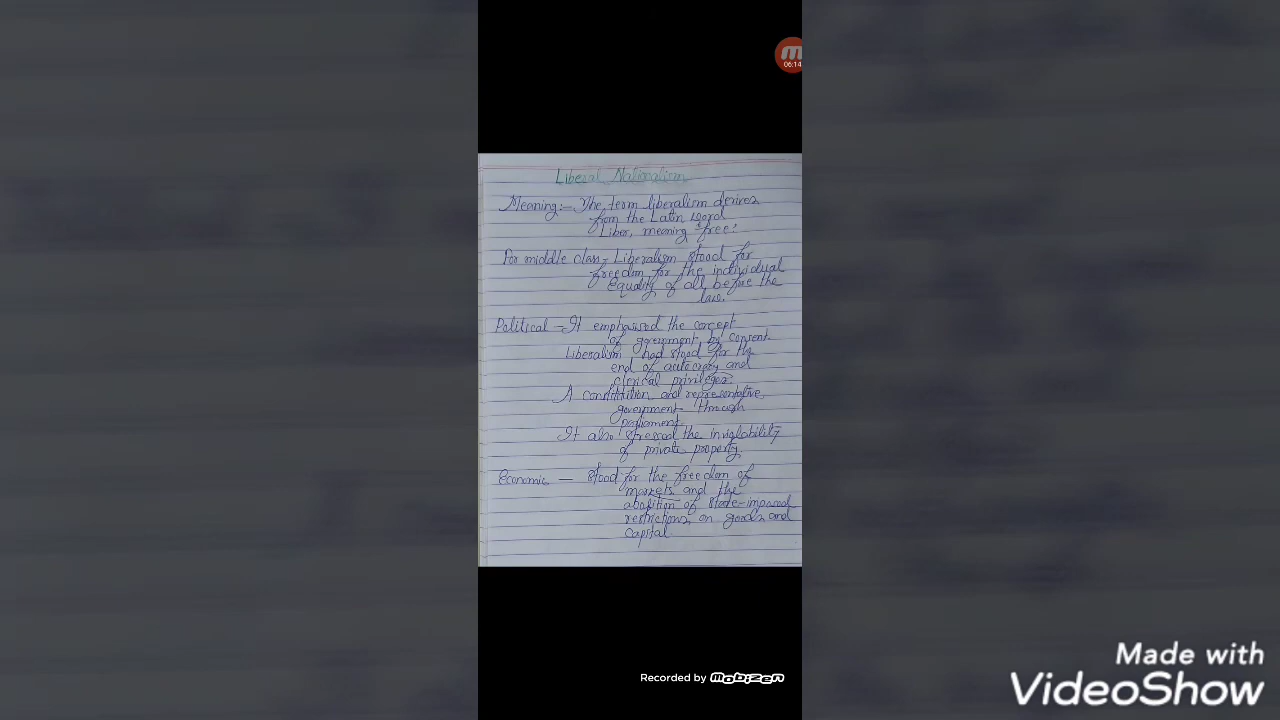 06:14
Liberal Nationalism
Meaning:- The term liberalism derives
from the Latin word
Liber, meaning 'free'
For middle class, Liberalism stood for
freedom for the individual
Equality of all before the
law.
Political - It emphasised the concept
of government by consent
Liberalism had stood for the
end of autocracy and
clerical privileges.
A constitution and representative
government through
parliament.
It also stressed the inviolability
of private property.
Economic - stood for the freedom of
markets and the
abolition of state-imposed
restrictions on goods and
capital
Recorded by mobizen
Made with
VideoShow